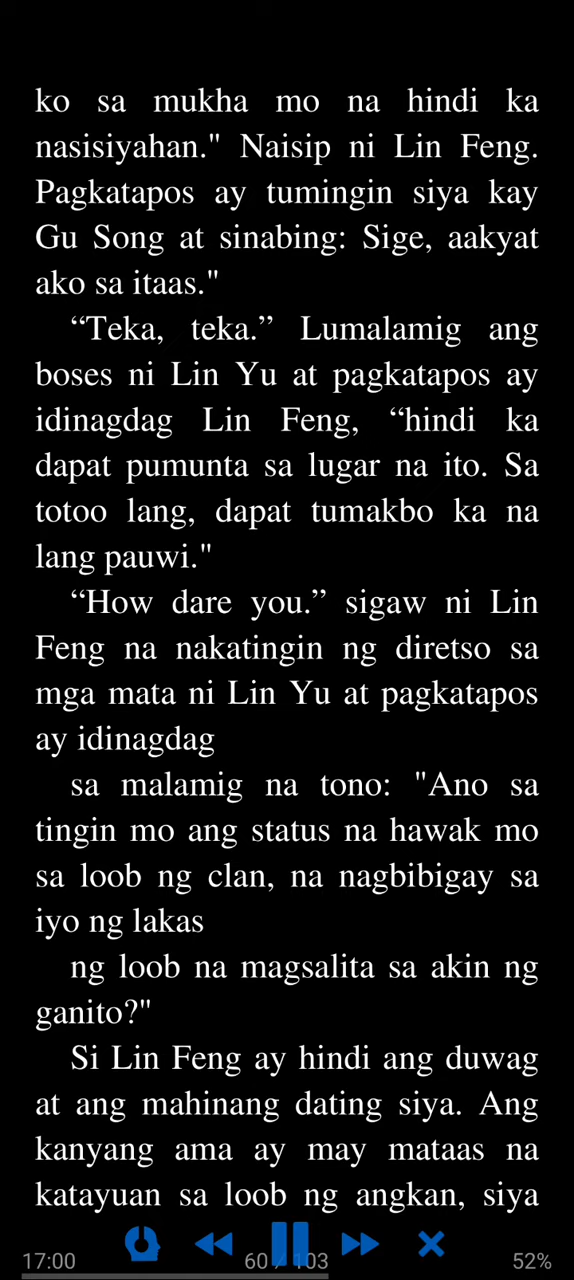 ko sa mukha mo na hindi ka
nasisiyahan." Naisip ni Lin Feng.
Pagkatapos ay tumingin siya kay
Gu Song at sinabing: Sige, aakyat
ako sa itaas."
“Teka, teka.” Lumalamig ang
boses ni Lin Yu at pagkatapos ay
idinagdag Lin Feng, “hindi ka
dapat pumunta sa lugar na ito. Sa
totoo lang, dapat tumakbo ka na
lang pauwi."
“How dare you.” sigaw ni Lin
Feng na nakatingin ng diretso sa
mga mata ni Lin Yu at pagkatapos
ay idinagdag
sa malamig na tono: "Ano sa
tingin mo ang status na hawak mo
sa loob ng clan, na nagbibigay sa
iyo ng lakas
ng loob na magsalita sa akin ng
ganito?"
Si Lin Feng ay hindi ang duwag
at ang mahinang dating siya. Ang
kanyang ama ay may mataas na
katayuan sa loob ng angkan, siya
17:00 60 / 103 52%